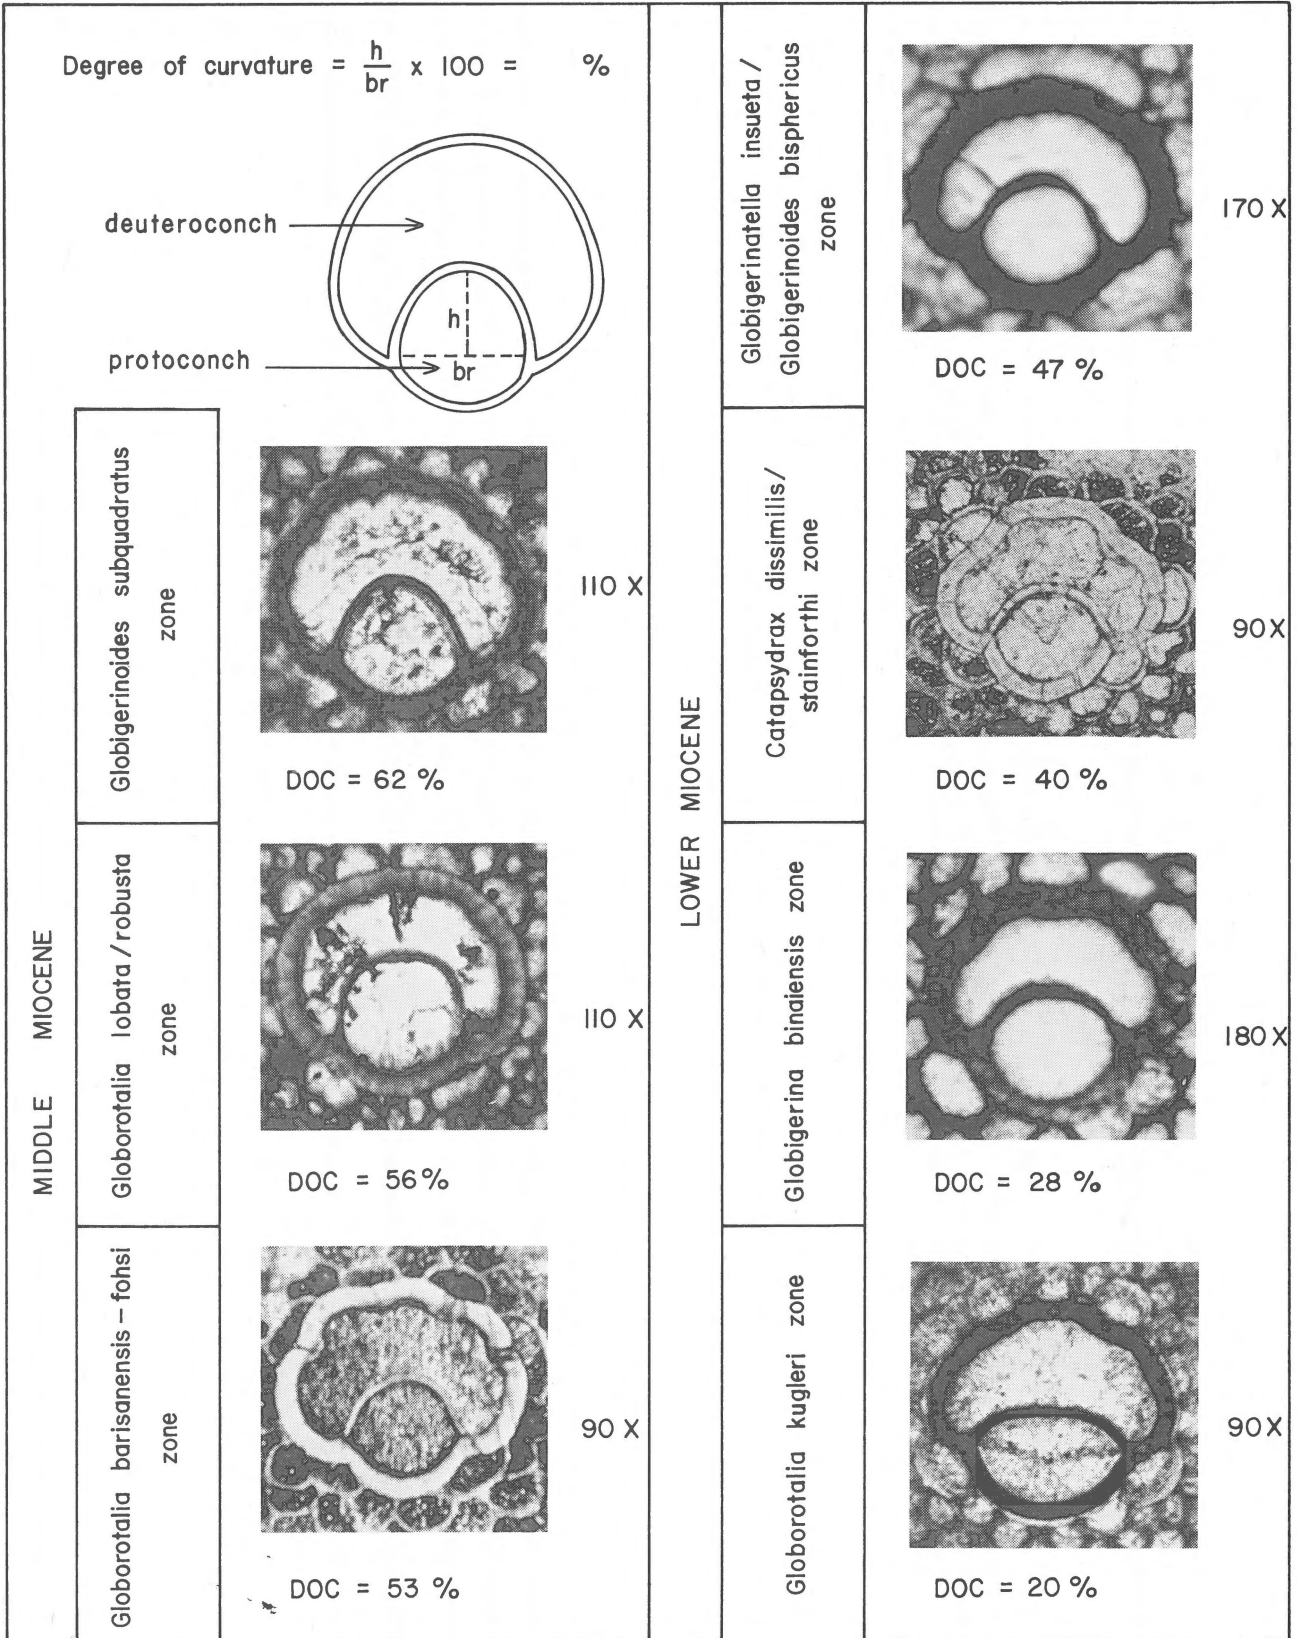 Degree of curvature = h/br x 100 = %
deuteroconch
h
protoconch
br
MIDDLE MIOCENE
Globigerinoides subquadratus
zone
110 X
DOC = 62 %
Globorotalia lobata / robusta
zone
110 X
DOC = 56 %
Globorotalia barisanensis – fohsi
zone
90 X
DOC = 53 %
LOWER MIOCENE
Globigerinatella insueta /
Globigerinoides bisphericus
zone
170 X
DOC = 47 %
Catapsydrax dissimilis /
stainforthi zone
90 X
DOC = 40 %
Globigerina binaiensis zone
180 X
DOC = 28 %
Globorotalia kugleri zone
90 X
DOC = 20 %